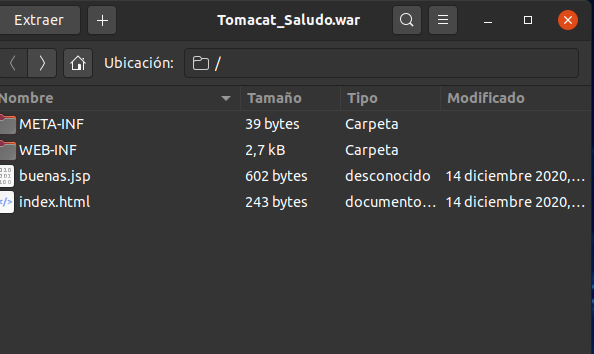 Extraer + Tomacat_Saludo.war
Ubicación: /
Nombre Tamaño Tipo Modificado
META-INF 39 bytes Carpeta
WEB-INF 2,7 kB Carpeta
buenas.jsp 602 bytes desconocido 14 diciembre 2020,...
index.html 243 bytes documento... 14 diciembre 2020,...